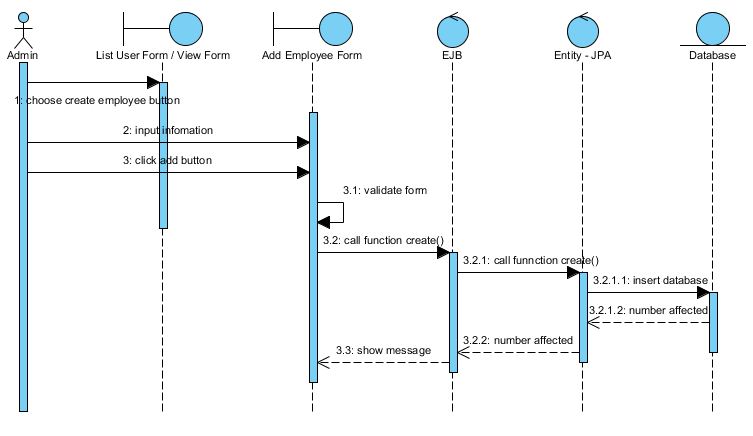 Admin
List User Form / View Form
Add Employee Form
EJB
Entity - JPA
Database
1: choose create employee button
2: input infomation
3: click add button
3.1: validate form
3.2: call function create()
3.2.1: call funnction create()
3.2.1.1: insert database
3.2.1.2: number affected
3.2.2: number affected
3.3: show message